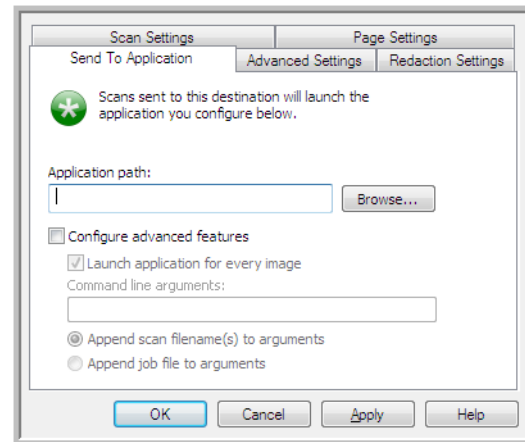 Scan Settings
Page Settings
Send To Application
Advanced Settings
Redaction Settings
Scans sent to this destination will launch the
application you configure below.
Application path:
Browse...
Configure advanced features
Launch application for every image
Command line arguments:
Append scan filename(s) to arguments
Append job file to arguments
OK
Cancel
Apply
Help